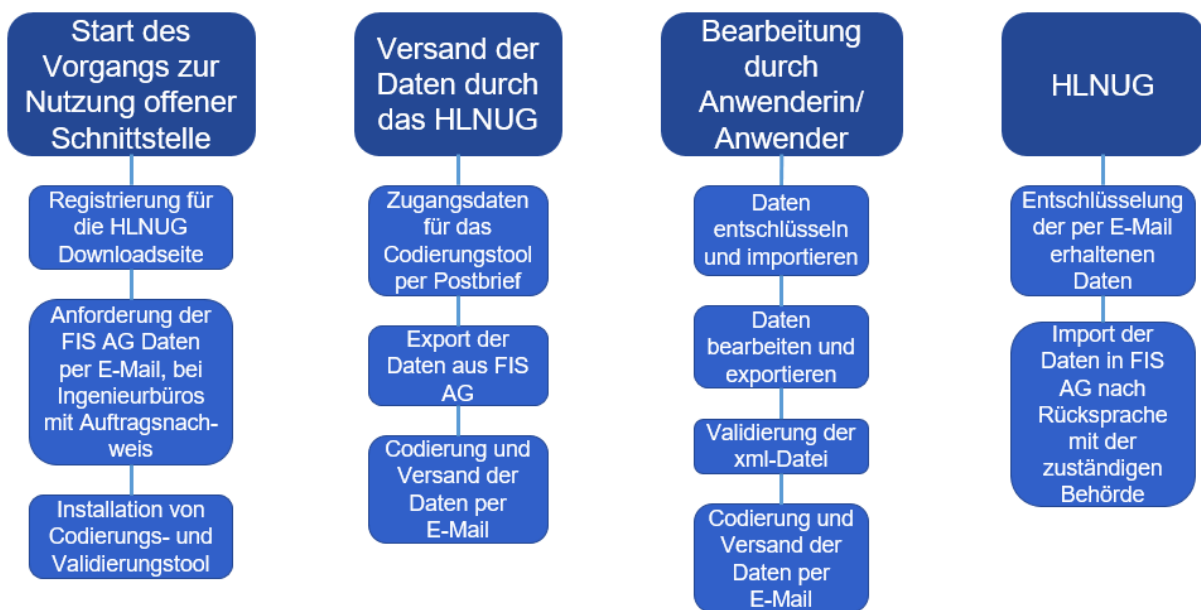 Start des
Vorgangs zur
Nutzung offener
Schnittstelle
Registrierung für
die HLNUG
Downloadseite
Anforderung der
FIS AG Daten
per E-Mail, bei
Ingenieurbüros
mit Auftragsnach-
weis
Installation von
Codierungs- und
Validierungstool
Versand der
Daten durch
das HLNUG
Zugangsdaten
für das
Codierungstool
per Postbrief
Export der
Daten aus FIS
AG
Codierung und
Versand der
Daten per
E-Mail
Bearbeitung
durch
Anwenderin/
Anwender
Daten
entschlüsseln
und importieren
Daten
bearbeiten und
exportieren
Validierung der
xml-Datei
Codierung und
Versand der
Daten per
E-Mail
HLNUG
Entschlüsselung
der per E-Mail
erhaltenen
Daten
Import der
Daten in FIS
AG nach
Rücksprache
mit der
zuständigen
Behörde